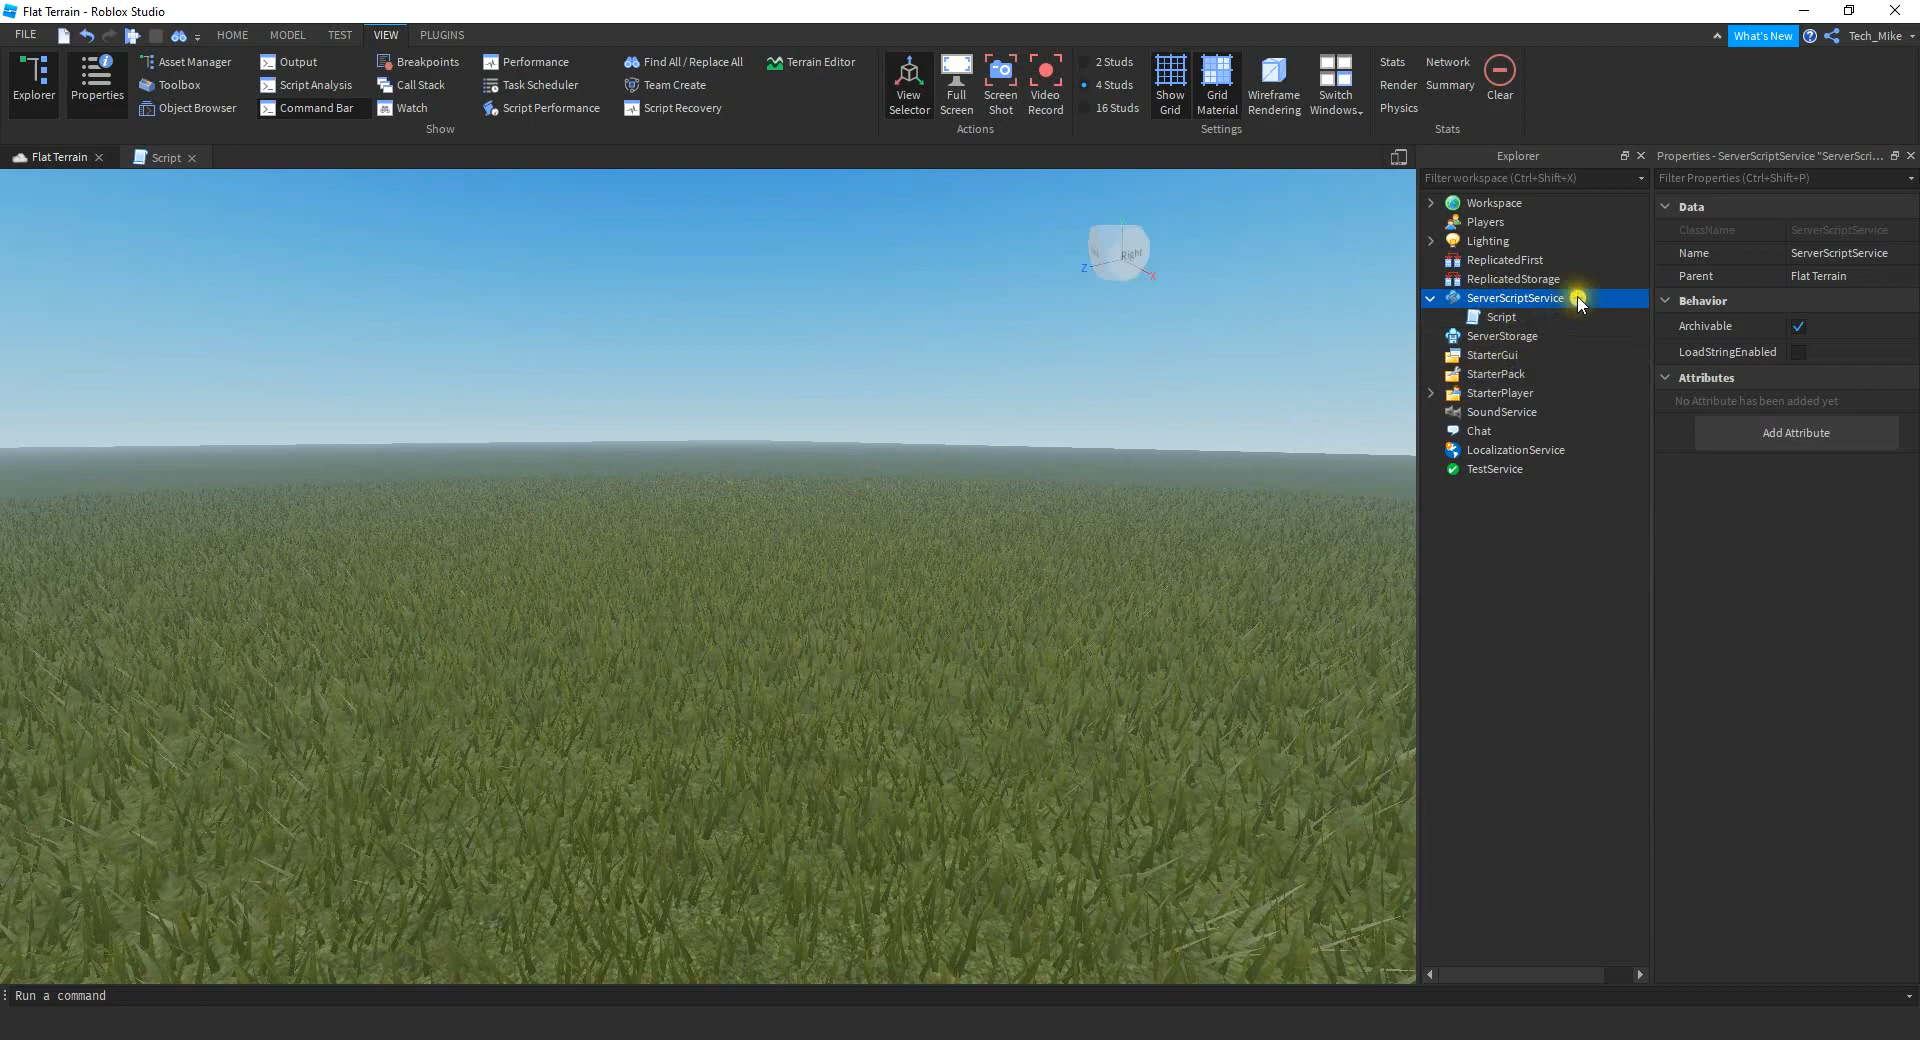 Flat Terrain - Roblox Studio
FILE HOME MODEL TEST VIEW PLUGINS What's New Tech_Mike
Explorer Properties
Asset Manager
Toolbox
Object Browser
Output
Script Analysis
Command Bar
Breakpoints
Call Stack
Watch
Performance
Task Scheduler
Script Performance
Find All / Replace All
Team Create
Script Recovery
Terrain Editor
Show
View Selector
Full Screen
Screen Shot
Video Record
Actions
2 Studs
4 Studs
16 Studs
Show Grid
Grid Material
Wireframe Rendering
Switch Windows
Settings
Stats Network
Render Summary
Physics
Clear
Stats
Flat Terrain Script
Right
Z X
Explorer
Filter workspace (Ctrl+Shift+X)
Workspace
Players
Lighting
ReplicatedFirst
ReplicatedStorage
ServerScriptService
Script
ServerStorage
StarterGui
StarterPack
StarterPlayer
SoundService
Chat
LocalizationService
TestService
Properties - ServerScriptService "ServerScri...
Filter Properties (Ctrl+Shift+P)
Data
ClassName ServerScriptService
Name ServerScriptService
Parent Flat Terrain
Behavior
Archivable
LoadStringEnabled
Attributes
No Attribute has been added yet
Add Attribute
Run a command